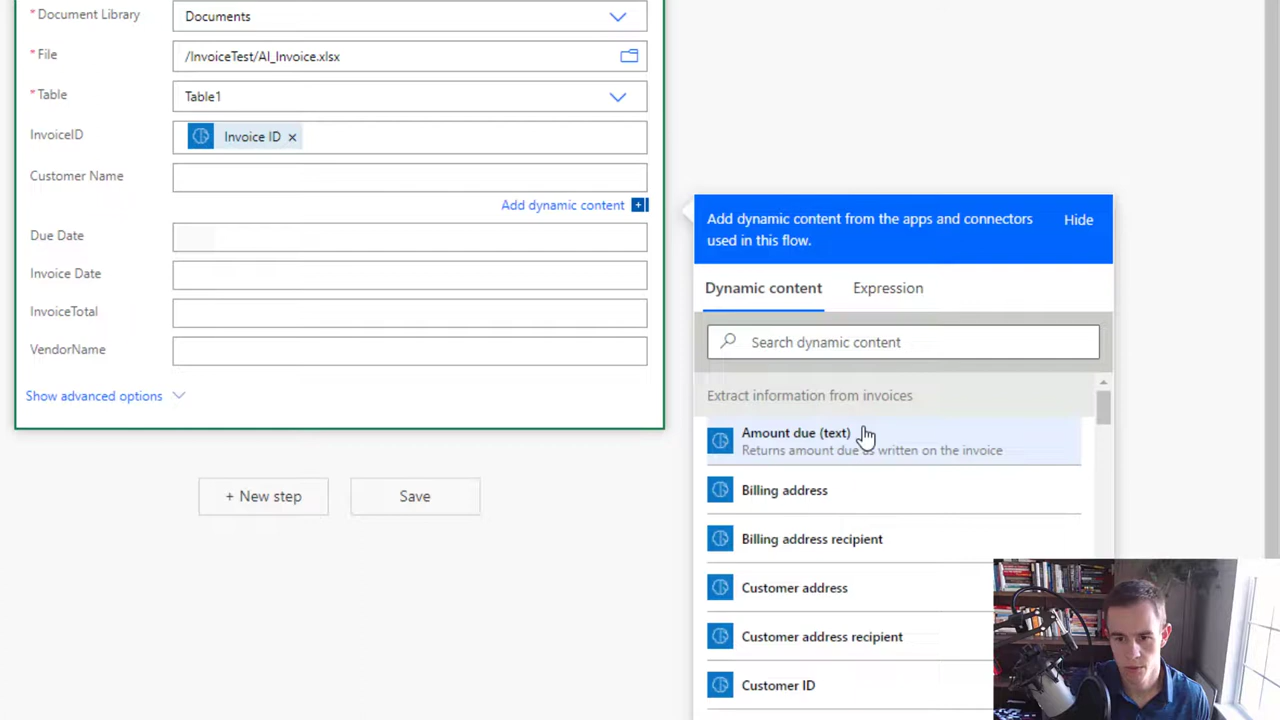 * Document Library
Documents
* File
/InvoiceTest/AI_Invoice.xlsx
* Table
Table1
InvoiceID
Invoice ID ×
Customer Name
Add dynamic content +
Due Date
Invoice Date
InvoiceTotal
VendorName
Show advanced options
+ New step
Save
Add dynamic content from the apps and connectors
used in this flow.
Hide
Dynamic content
Expression
Search dynamic content
Extract information from invoices
Amount due (text)
Returns amount due as written on the invoice
Billing address
Billing address recipient
Customer address
Customer address recipient
Customer ID